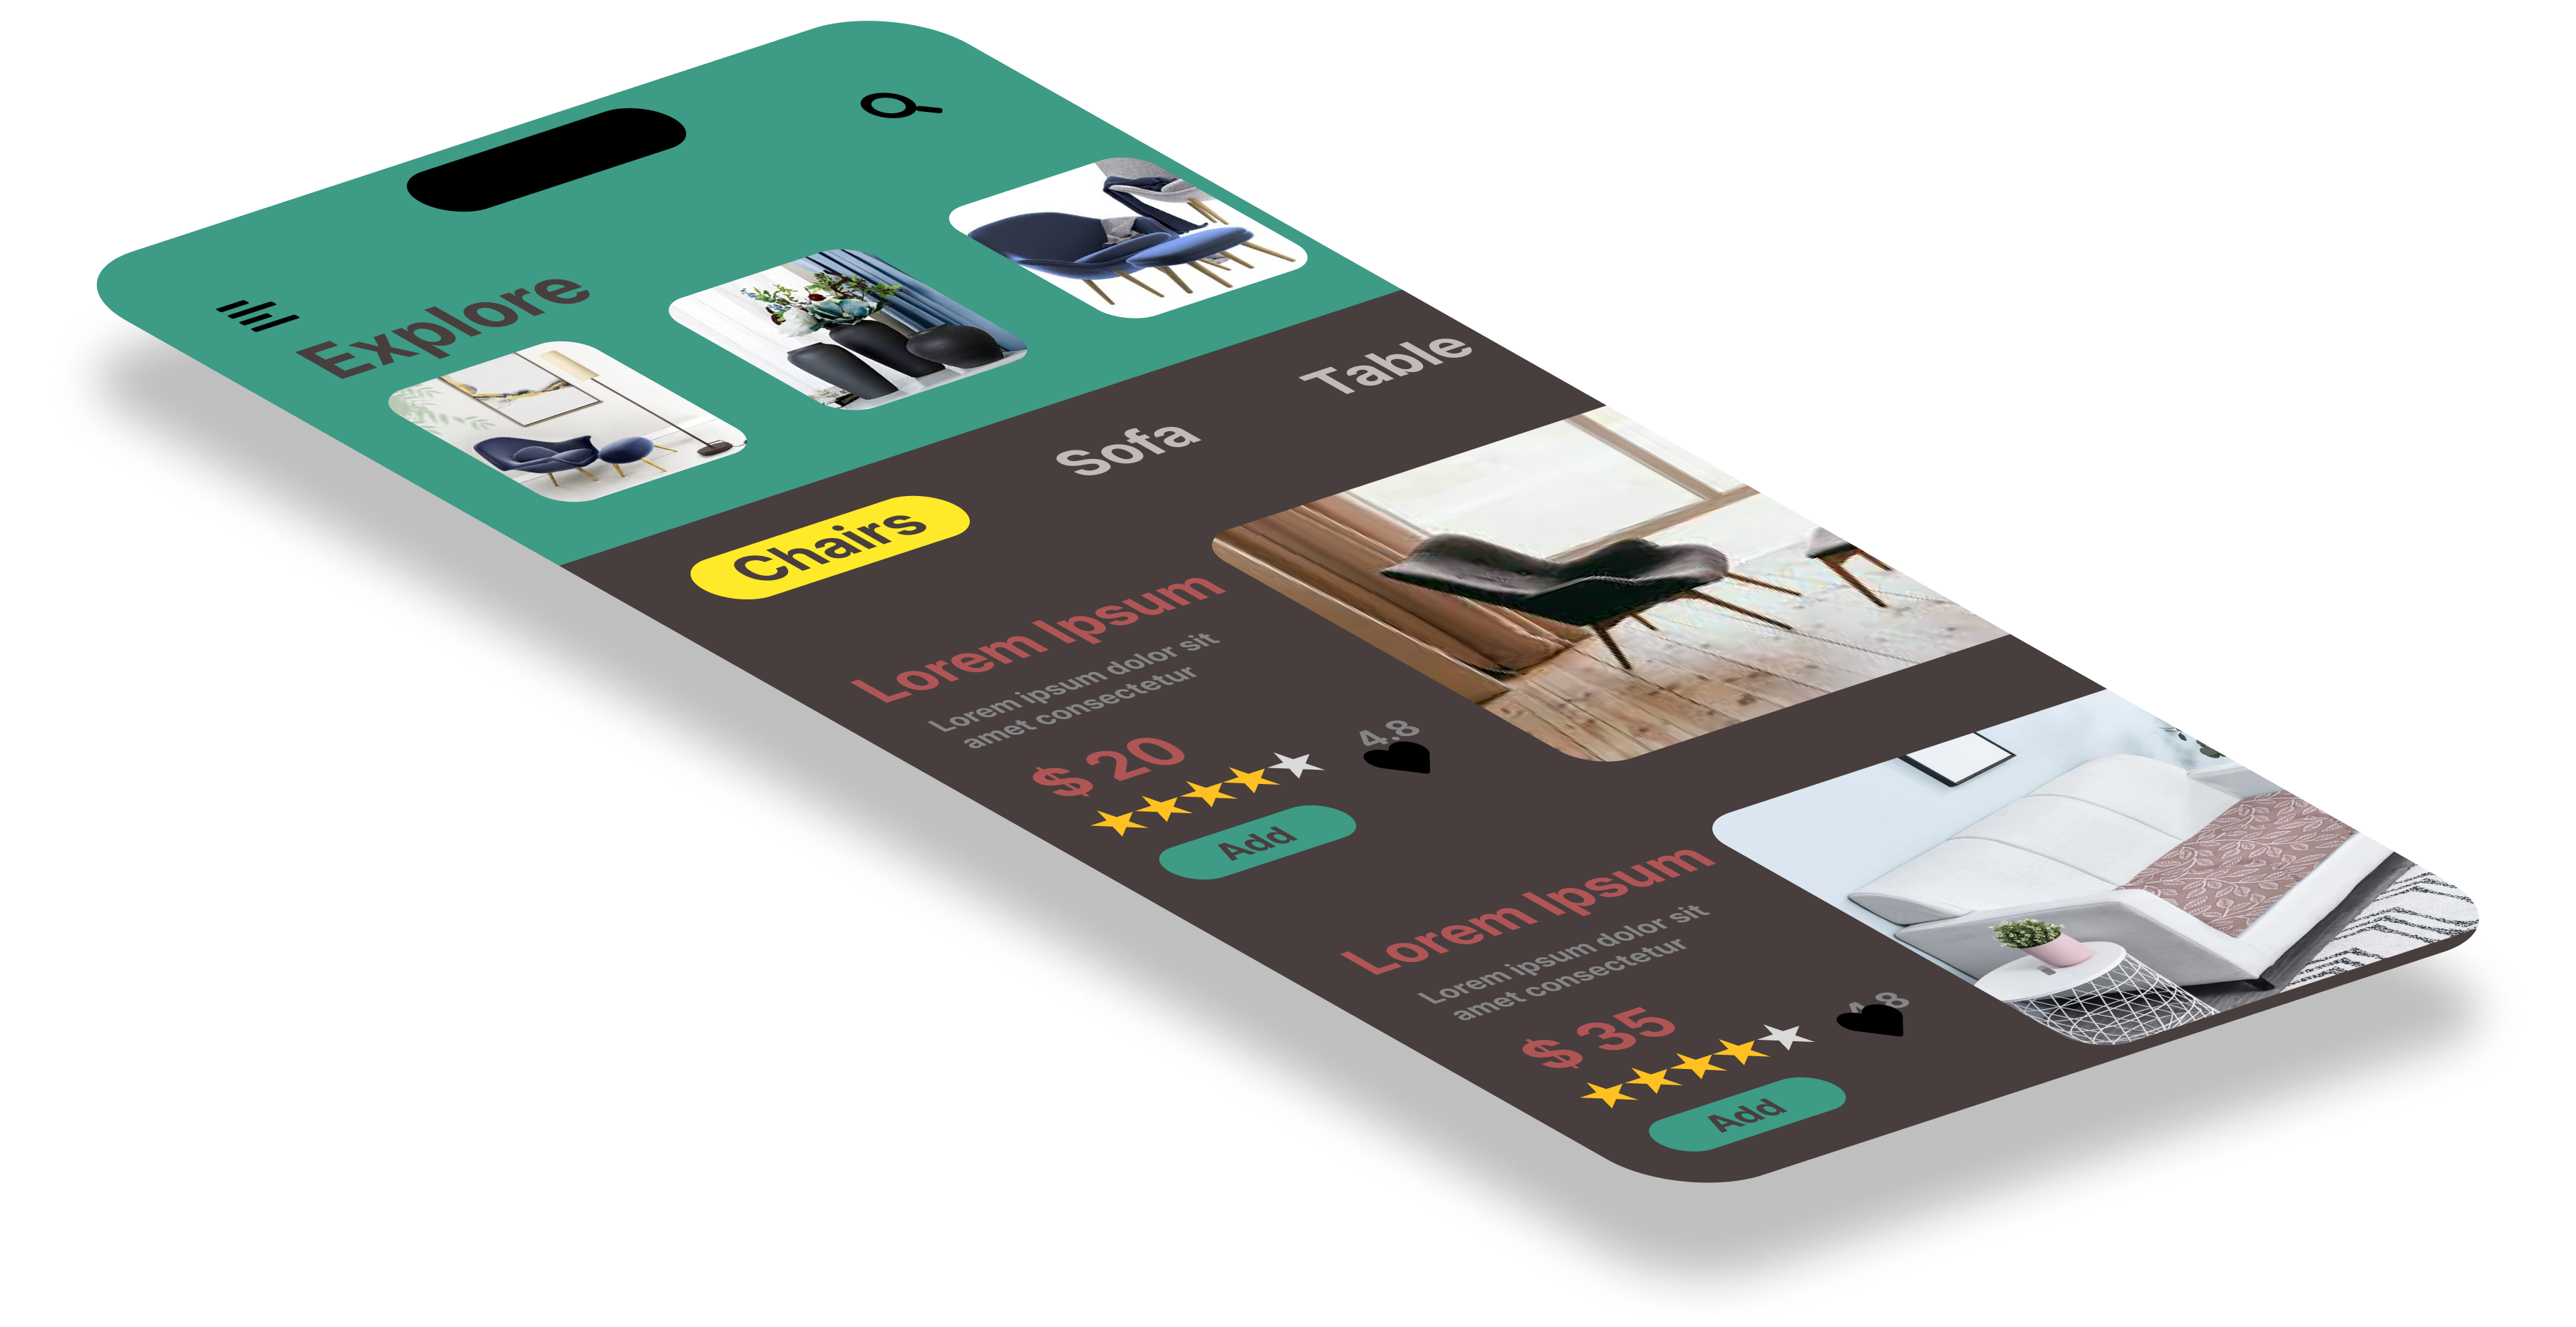 Explore
Chairs
Sofa
Table
Lorem Ipsum
Lorem ipsum dolor sit
amet consectetur
$ 20
4.8
Add
Lorem Ipsum
Lorem ipsum dolor sit
amet consectetur
$ 35
4.8
Add